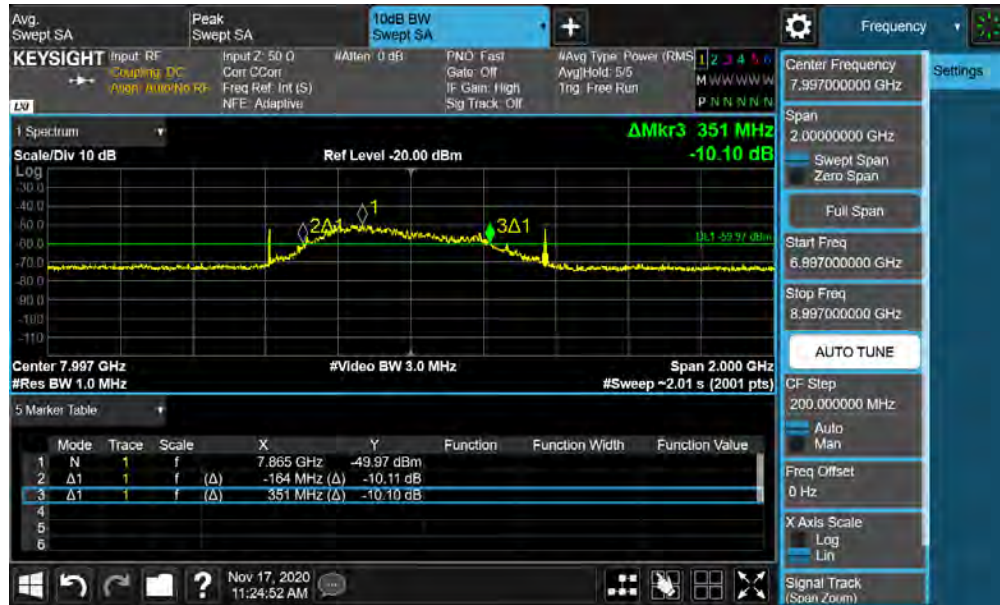 Avg. Peak 10dB BW
Swept SA Swept SA Swept SA
Frequency
KEYSIGHT Input: RF Input Z: 50 Ω #Atten: 0 dB PNO: Fast #Avg Type: Power (RMS 1 2 3 4 5 6
Coupling: DC Corr CCorr Gate: Off Avg|Hold: 5/5 M W W W W W
Align: Auto/No RF Freq Ref: Int (S) IF Gain: High Trig: Free Run
LXI NFE: Adaptive Sig Track: Off P N N N N N
1 Spectrum
ΔMkr3 351 MHz
Scale/Div 10 dB Ref Level -20.00 dBm -10.10 dB
Log
-30.0
-40.0
-50.0
-60.0
-70.0
-80.0
-90.0
-100
-110
2Δ1 1 3Δ1
DL1 -59.97 dBm
Center 7.997 GHz #Video BW 3.0 MHz Span 2.000 GHz
#Res BW 1.0 MHz #Sweep ~2.01 s (2001 pts)
5 Marker Table
Mode Trace Scale X Y Function Function Width Function Value
1 N 1 f 7.865 GHz -49.97 dBm
2 Δ1 1 f (Δ) -164 MHz (Δ) -10.11 dB
3 Δ1 1 f (Δ) 351 MHz (Δ) -10.10 dB
4
5
6
?
Nov 17, 2020
11:24:52 AM
Center Frequency
7.997000000 GHz
Span
2.00000000 GHz
Swept Span
Zero Span
Full Span
Start Freq
6.997000000 GHz
Stop Freq
8.997000000 GHz
AUTO TUNE
CF Step
200.000000 MHz
Auto
Man
Freq Offset
0 Hz
X Axis Scale
Log
Lin
Signal Track
(Span Zoom)
Settings